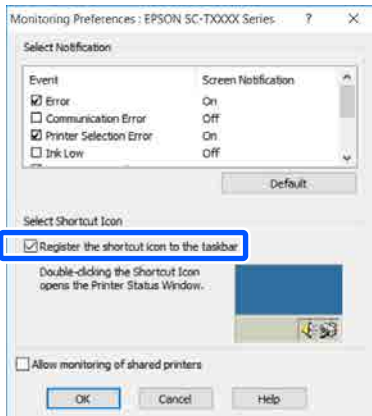 Monitoring Preferences : EPSON SC-TXXXX Series ? ×
Select Notification
Event Screen Notification
Error On
Communication Error Off
Printer Selection Error On
Ink Low Off
Default
Select Shortcut Icon
Register the shortcut icon to the taskbar
Double-clicking the Shortcut Icon
opens the Printer Status Window.
Allow monitoring of shared printers
OK Cancel Help